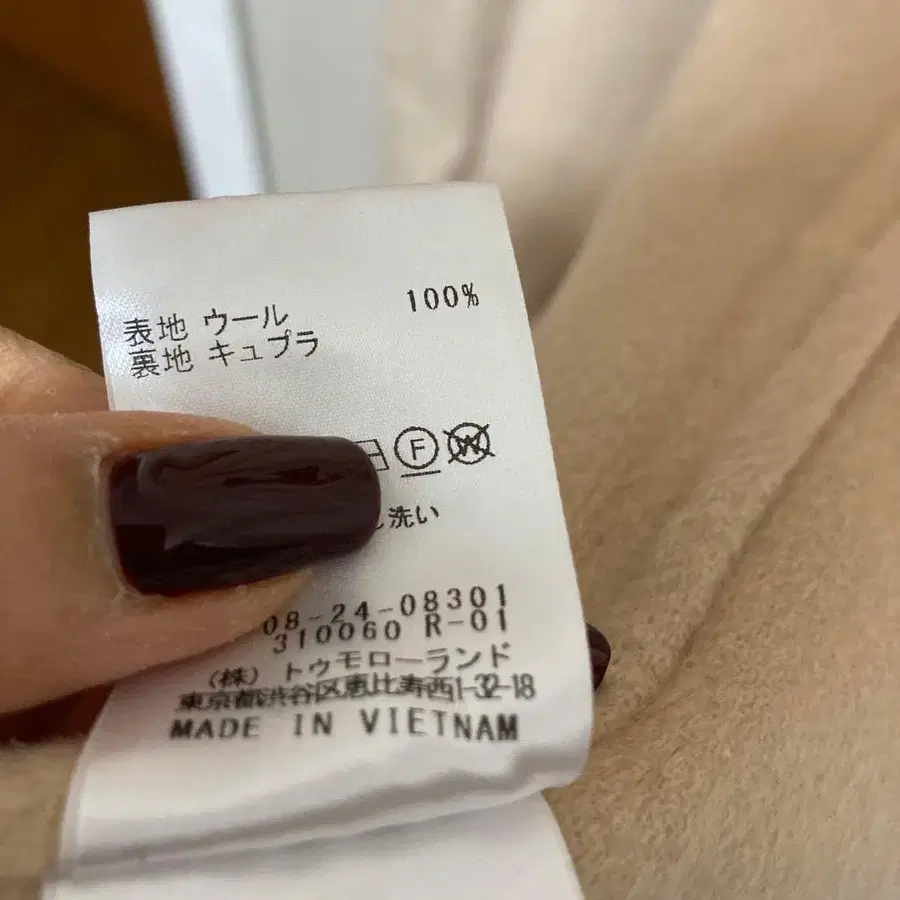 表地 ウール 100%
裏地 キュプラ
F W
洗い
08-24-08301
310060 R-01
(株) トゥモローランド
東京都渋谷区恵比寿西1-32-18
MADE IN VIETNAM